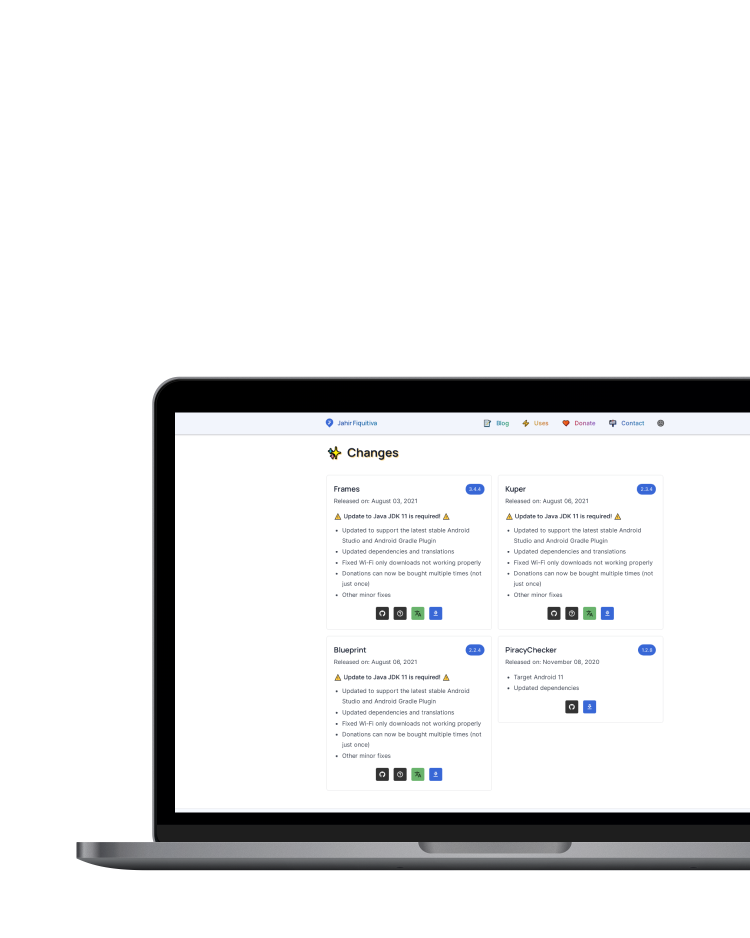 Jahir Fiquitiva
Blog Uses Donate Contact
Changes
Frames 3.4.4
Released on: August 03, 2021
Update to Java JDK 11 is required!
• Updated to support the latest stable Android
Studio and Android Gradle Plugin
• Updated dependencies and translations
• Fixed Wi-Fi only downloads not working properly
• Donations can now be bought multiple times (not
just once)
• Other minor fixes
Kuper 2.3.4
Released on: August 06, 2021
Update to Java JDK 11 is required!
• Updated to support the latest stable Android
Studio and Android Gradle Plugin
• Updated dependencies and translations
• Fixed Wi-Fi only downloads not working properly
• Donations can now be bought multiple times (not
just once)
• Other minor fixes
Blueprint 2.2.4
Released on: August 06, 2021
Update to Java JDK 11 is required!
• Updated to support the latest stable Android
Studio and Android Gradle Plugin
• Updated dependencies and translations
• Fixed Wi-Fi only downloads not working properly
• Donations can now be bought multiple times (not
just once)
• Other minor fixes
PiracyChecker 1.2.8
Released on: November 08, 2020
• Target Android 11
• Updated dependencies